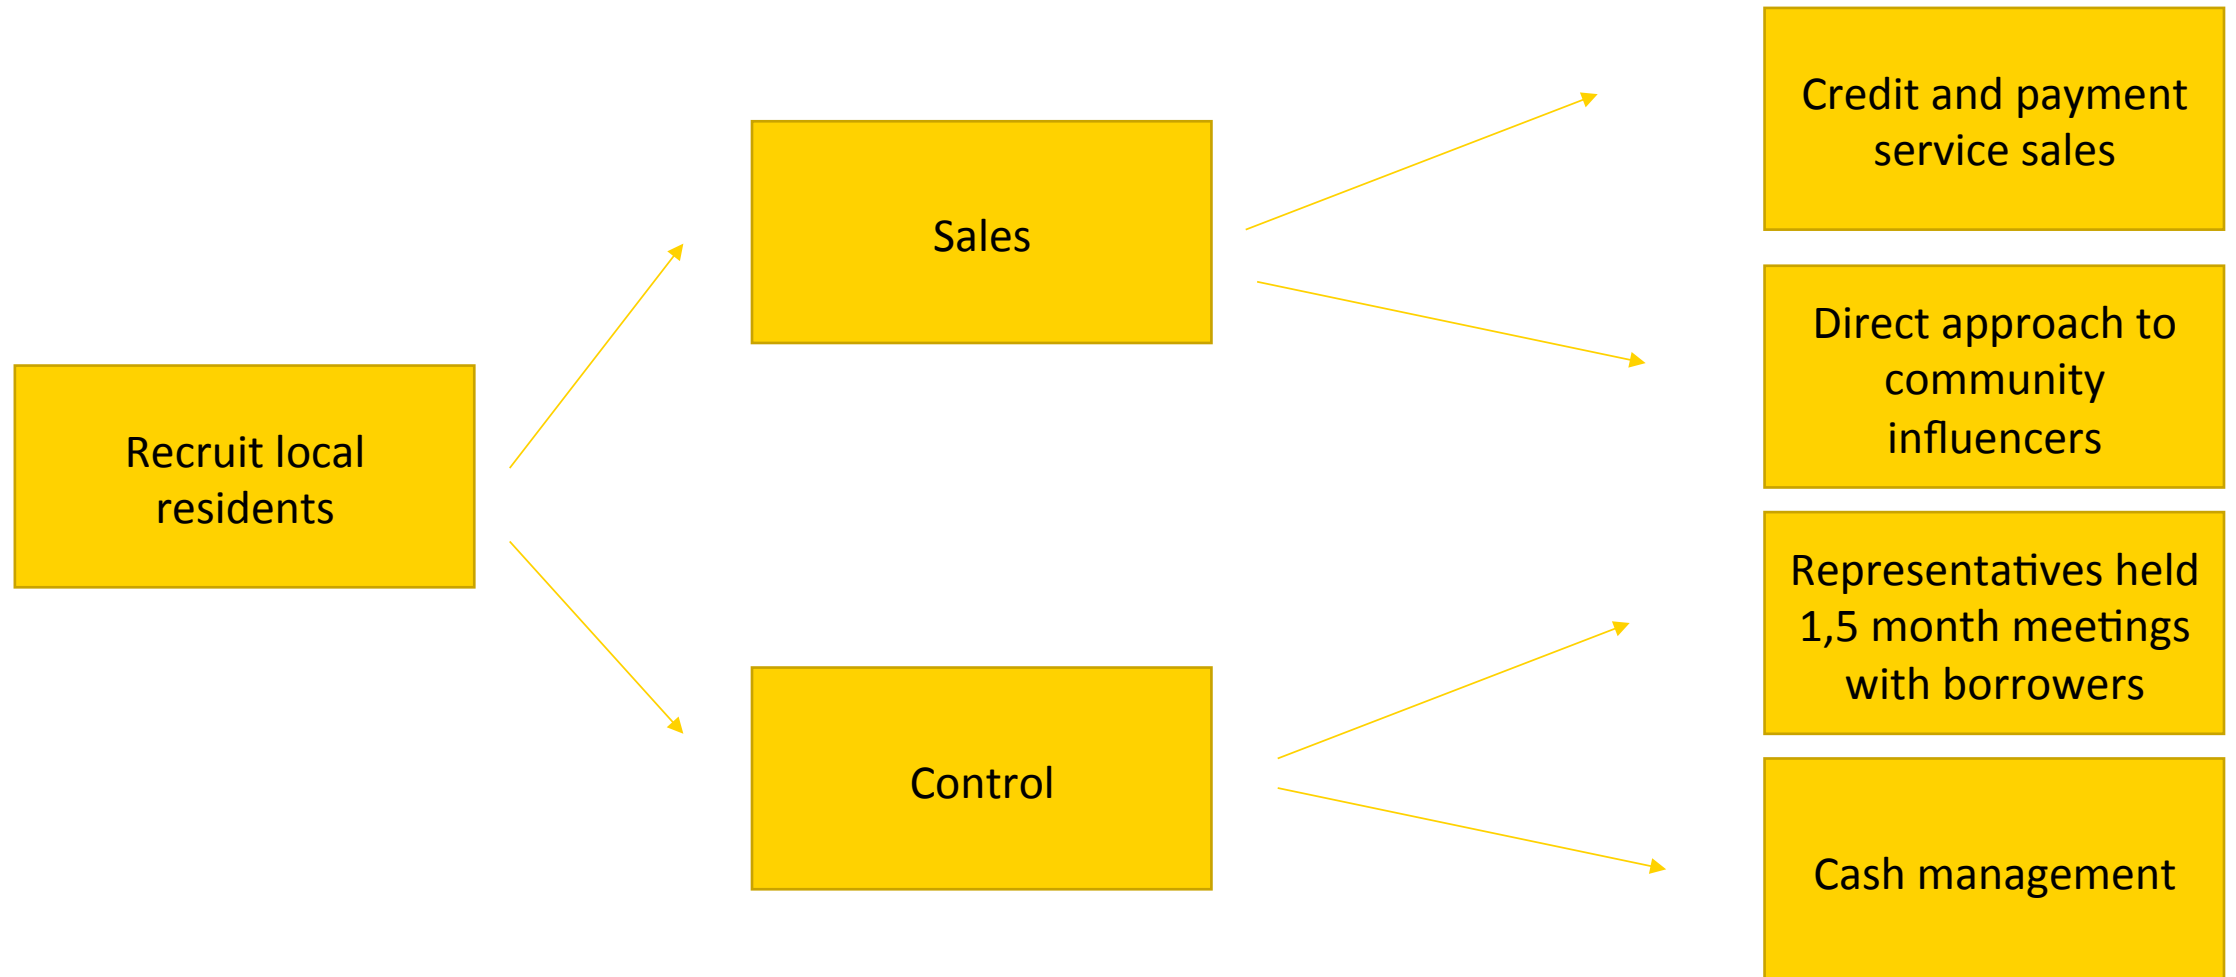 Recruit local
residents
Sales
Control
Credit and payment
service sales
Direct approach to
community
influencers
Representatives held
1,5 month meetings
with borrowers
Cash management